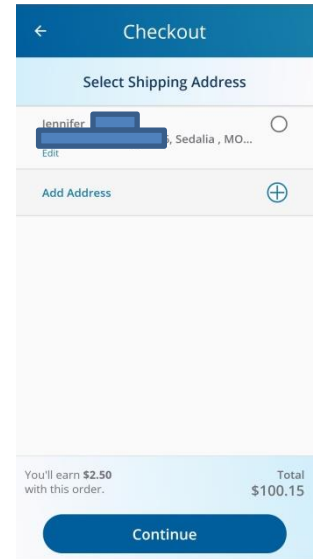 Checkout
Select Shipping Address
Jennifer
, Sedalia , MO...
Edit
Add Address
You'll earn $2.50 Total
with this order. $100.15
Continue